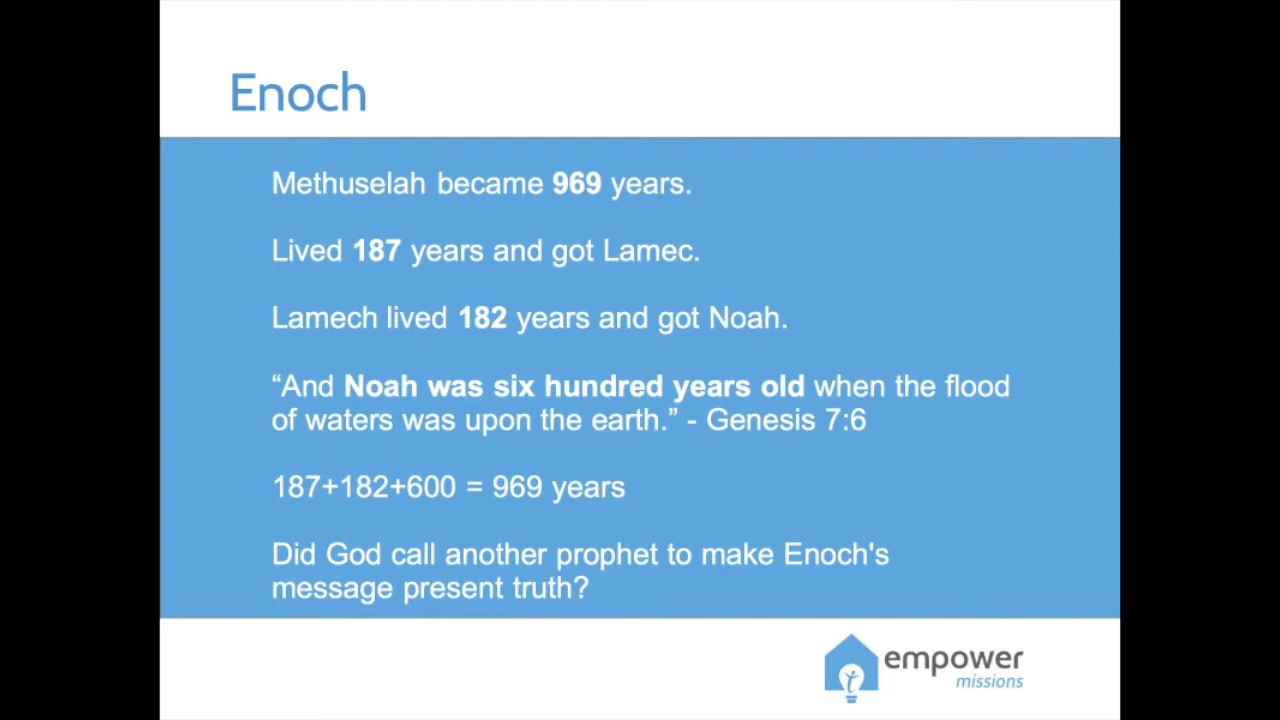 Enoch
Methuselah became 969 years.
Lived 187 years and got Lamec.
Lamech lived 182 years and got Noah.
“And Noah was six hundred years old when the flood
of waters was upon the earth.” - Genesis 7:6
187+182+600 = 969 years
Did God call another prophet to make Enoch's
message present truth?
empower
missions